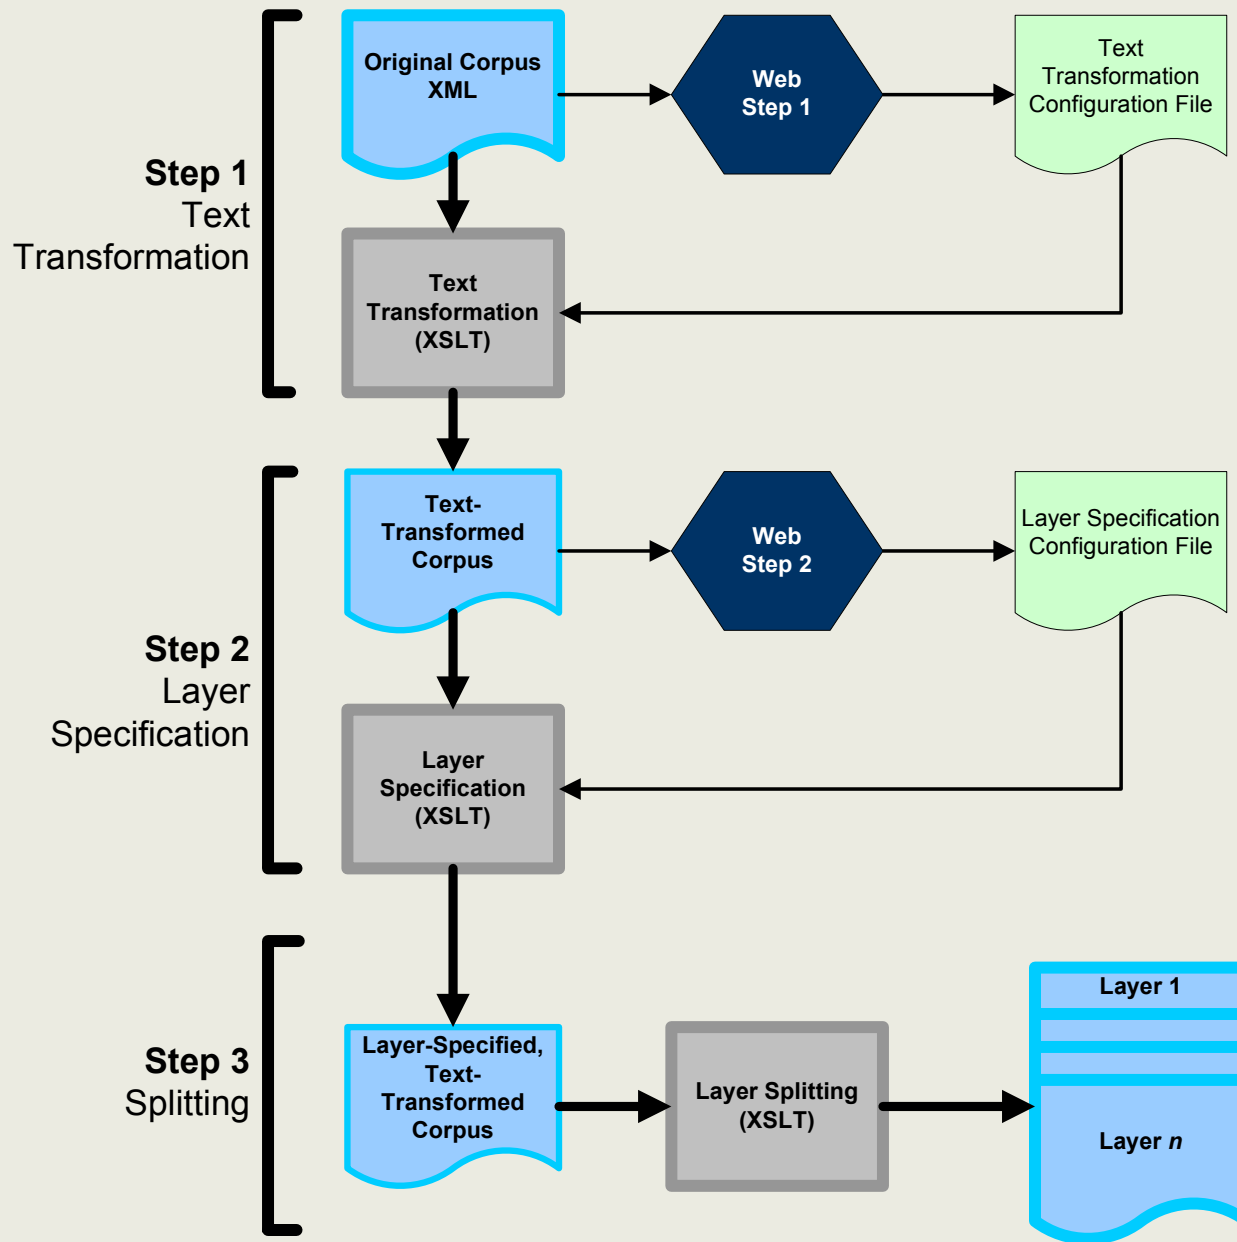 Step 1
Text
Transformation
Original Corpus
XML
Web
Step 1
Text
Transformation
Configuration File
Text
Transformation
(XSLT)
Step 2
Layer
Specification
Text-
Transformed
Corpus
Web
Step 2
Layer Specification
Configuration File
Layer
Specification
(XSLT)
Step 3
Splitting
Layer-Specified,
Text-
Transformed
Corpus
Layer Splitting
(XSLT)
Layer 1
Layer n